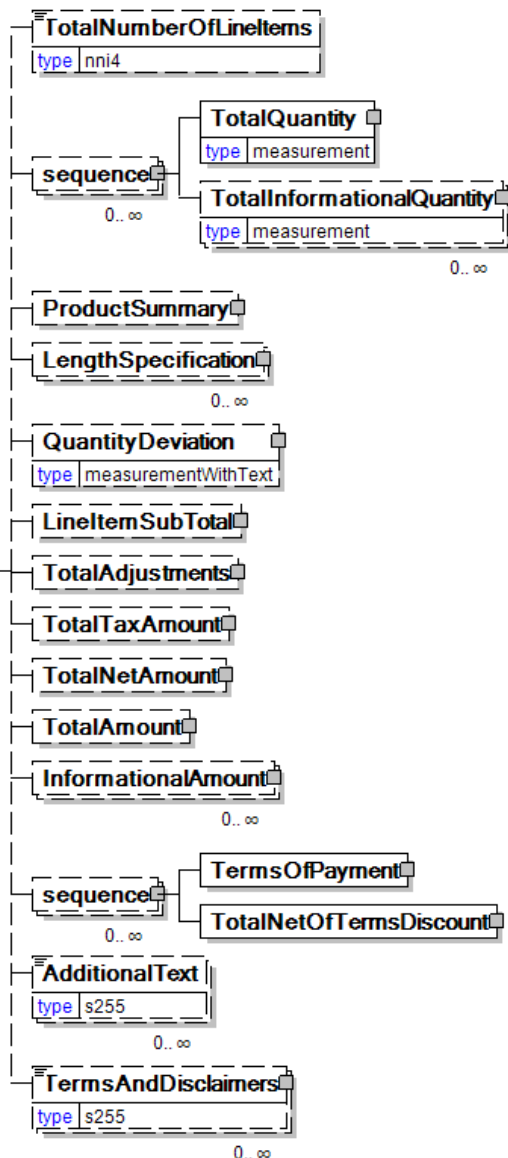 TotalNumberOfLineItems
type nni4
TotalQuantity
type measurement
sequence
0.. ∞
TotalInformationalQuantity
type measurement
0.. ∞
ProductSummary
LengthSpecification
0.. ∞
QuantityDeviation
type measurementWithText
LineItemSubTotal
TotalAdjustments
TotalTaxAmount
TotalNetAmount
TotalAmount
InformationalAmount
0.. ∞
TermsOfPayment
sequence
0.. ∞
TotalNetOfTermsDiscount
AdditionalText
type s255
0.. ∞
TermsAndDisclaimers
type s255
0.. ∞